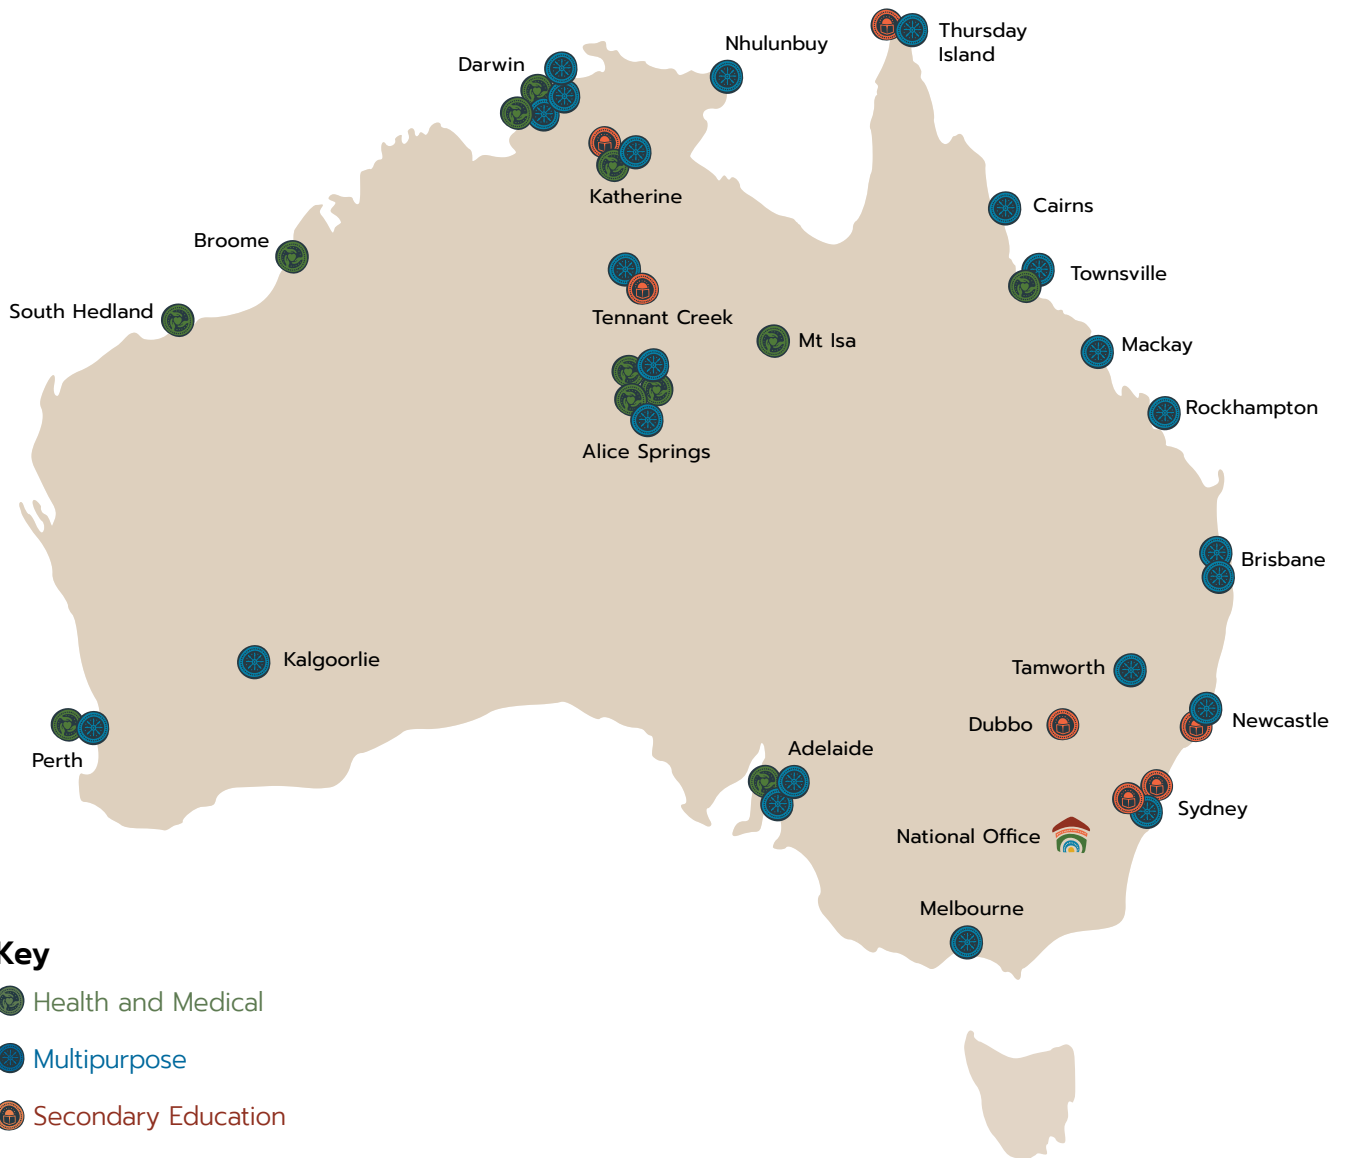 Thursday
Island
Nhulunbuy
Darwin
Katherine
Cairns
Broome
Townsville
South Hedland
Tennant Creek
Mt Isa
Mackay
Rockhampton
Alice Springs
Brisbane
Kalgoorlie
Tamworth
Dubbo
Newcastle
Perth
Adelaide
Sydney
National Office
Melbourne
Key
Health and Medical
Multipurpose
Secondary Education